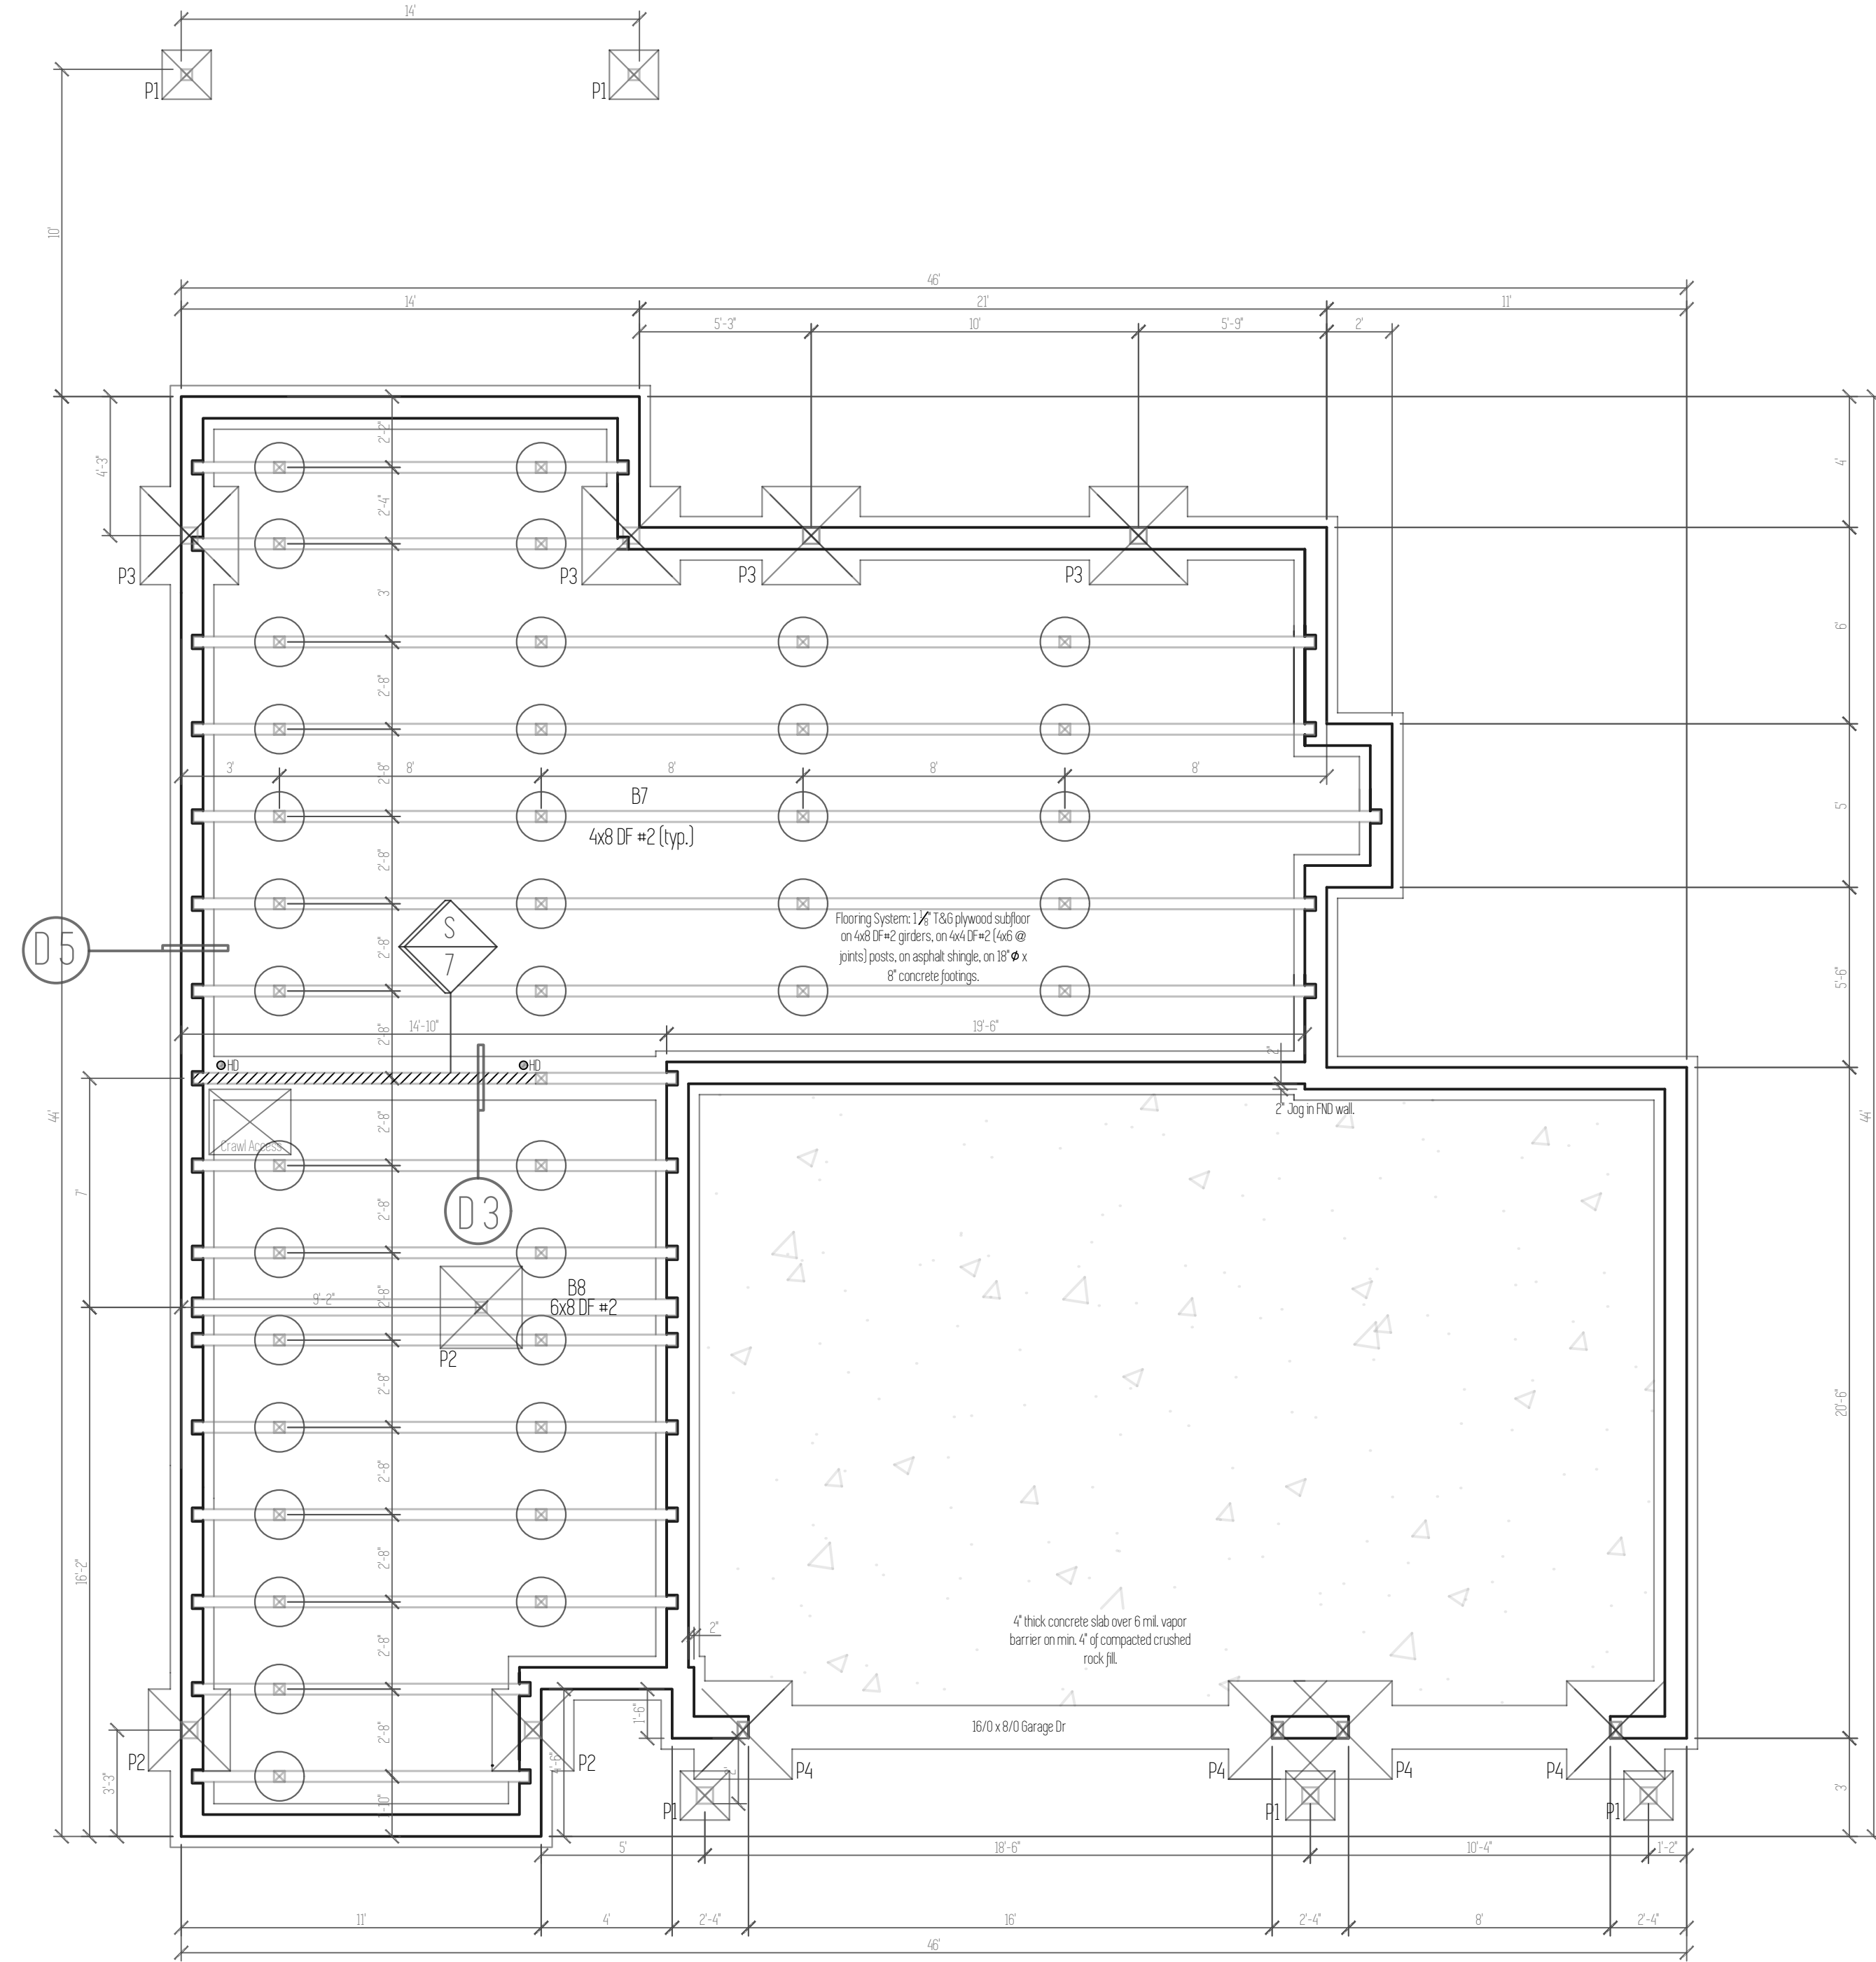 14'
P1
P1
10'
46'
14'
21'
11'
5'-3"
10'
5'-9"
2'
2'-2"
4'-3"
4'
2'-4"
P3
P3
P3
P3
3'
6'
2'-8"
3'
8'
2'-8"
8'
8'
8'
B7
4x8 DF #2 (typ.)
5'
2'-8"
S
7
Flooring System: 1 1/8" T&G plywood subfloor
on 4x8 DF#2 girders, on 4x4 DF#2 (4x6 @
joints) posts, on asphalt shingle, on 18"Ø x
8" concrete footings.
D5
2'-8"
5'-6"
14'-10"
2'-8"
19'-6"
2"
HD
HD
2" Jog in FND wall.
44'
2'-8"
44'
Crawl Access
7'
D3
2'-8"
B8
6x8 DF #2
9'-2"
2'-8"
P2
2'-8"
20'-6"
2'-8"
16'-2"
2'-8"
4" thick concrete slab over 6 mil. vapor
barrier on min. 4" of compacted crushed
rock fill.
2'-8"
2"
1'-6"
16/0 x 8/0 Garage Dr
2'-8"
P2
P2
4'-6"
P4
P4
P4
P4
3'-3"
P1
P1
P1
3'
5'
18'-6"
10'-4"
1'-2"
11'
4'
2'-4"
16'
2'-4"
8'
2'-4"
46'